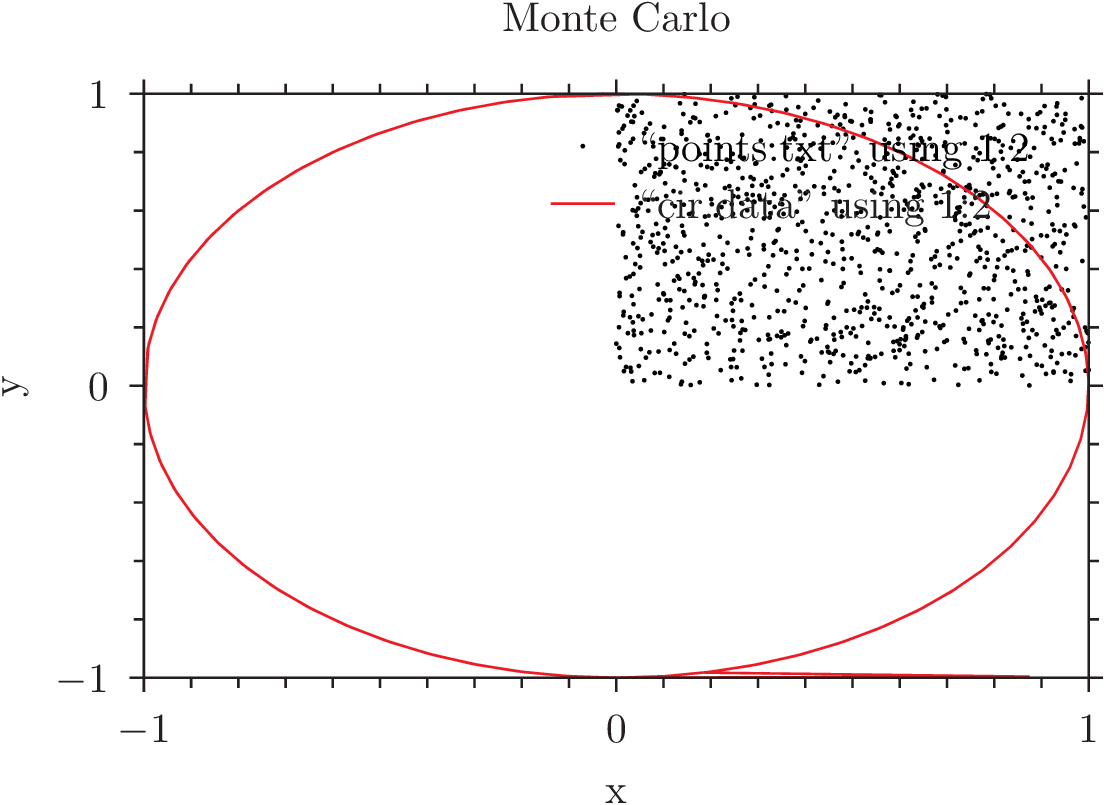 Monte Carlo
1
“points.txt” using 1:2
“cir.data” using 1:2
0
y
−1
−1
0
1
x